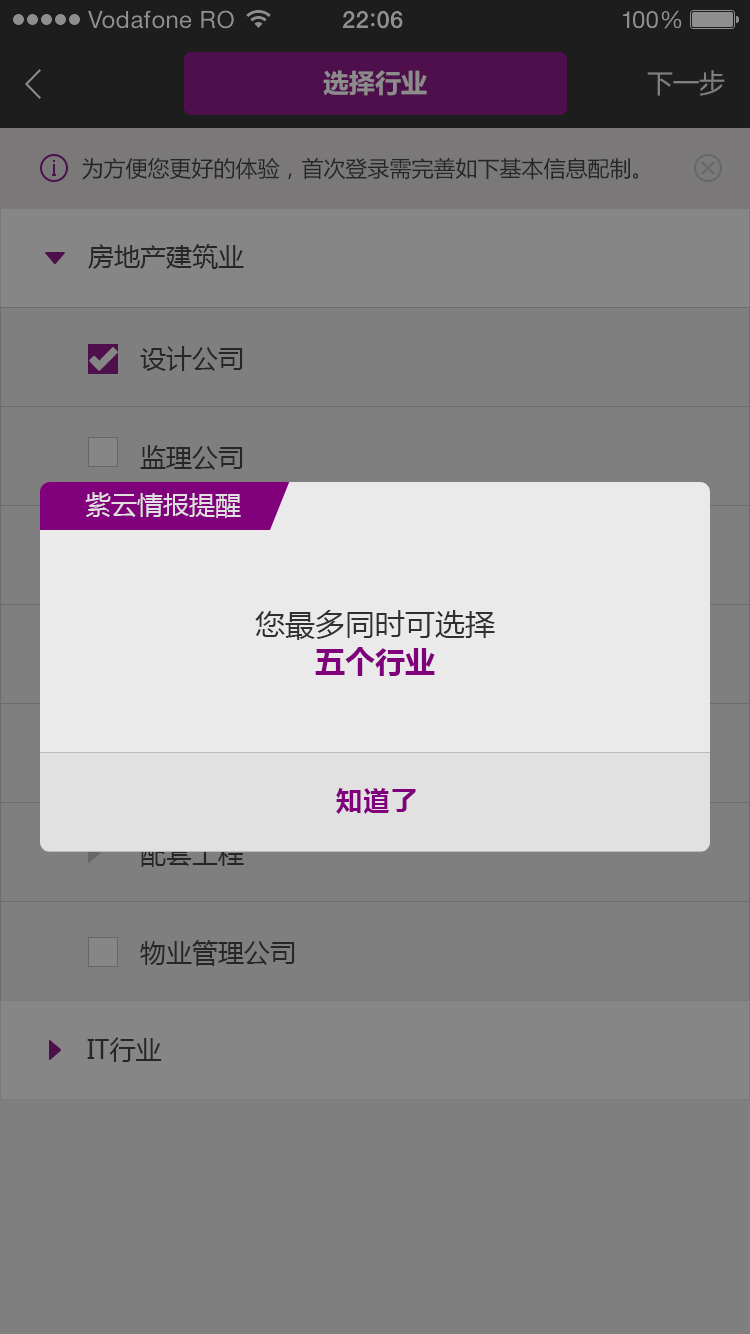 Vodafone RO 22:06 100%
选择行业
下一步
为方便您更好的体验，首次登录需完善如下基本信息配制。
房地产建筑业
设计公司
监理公司
紫云情报提醒
您最多同时可选择
五个行业
知道了
配套工程
物业管理公司
IT行业